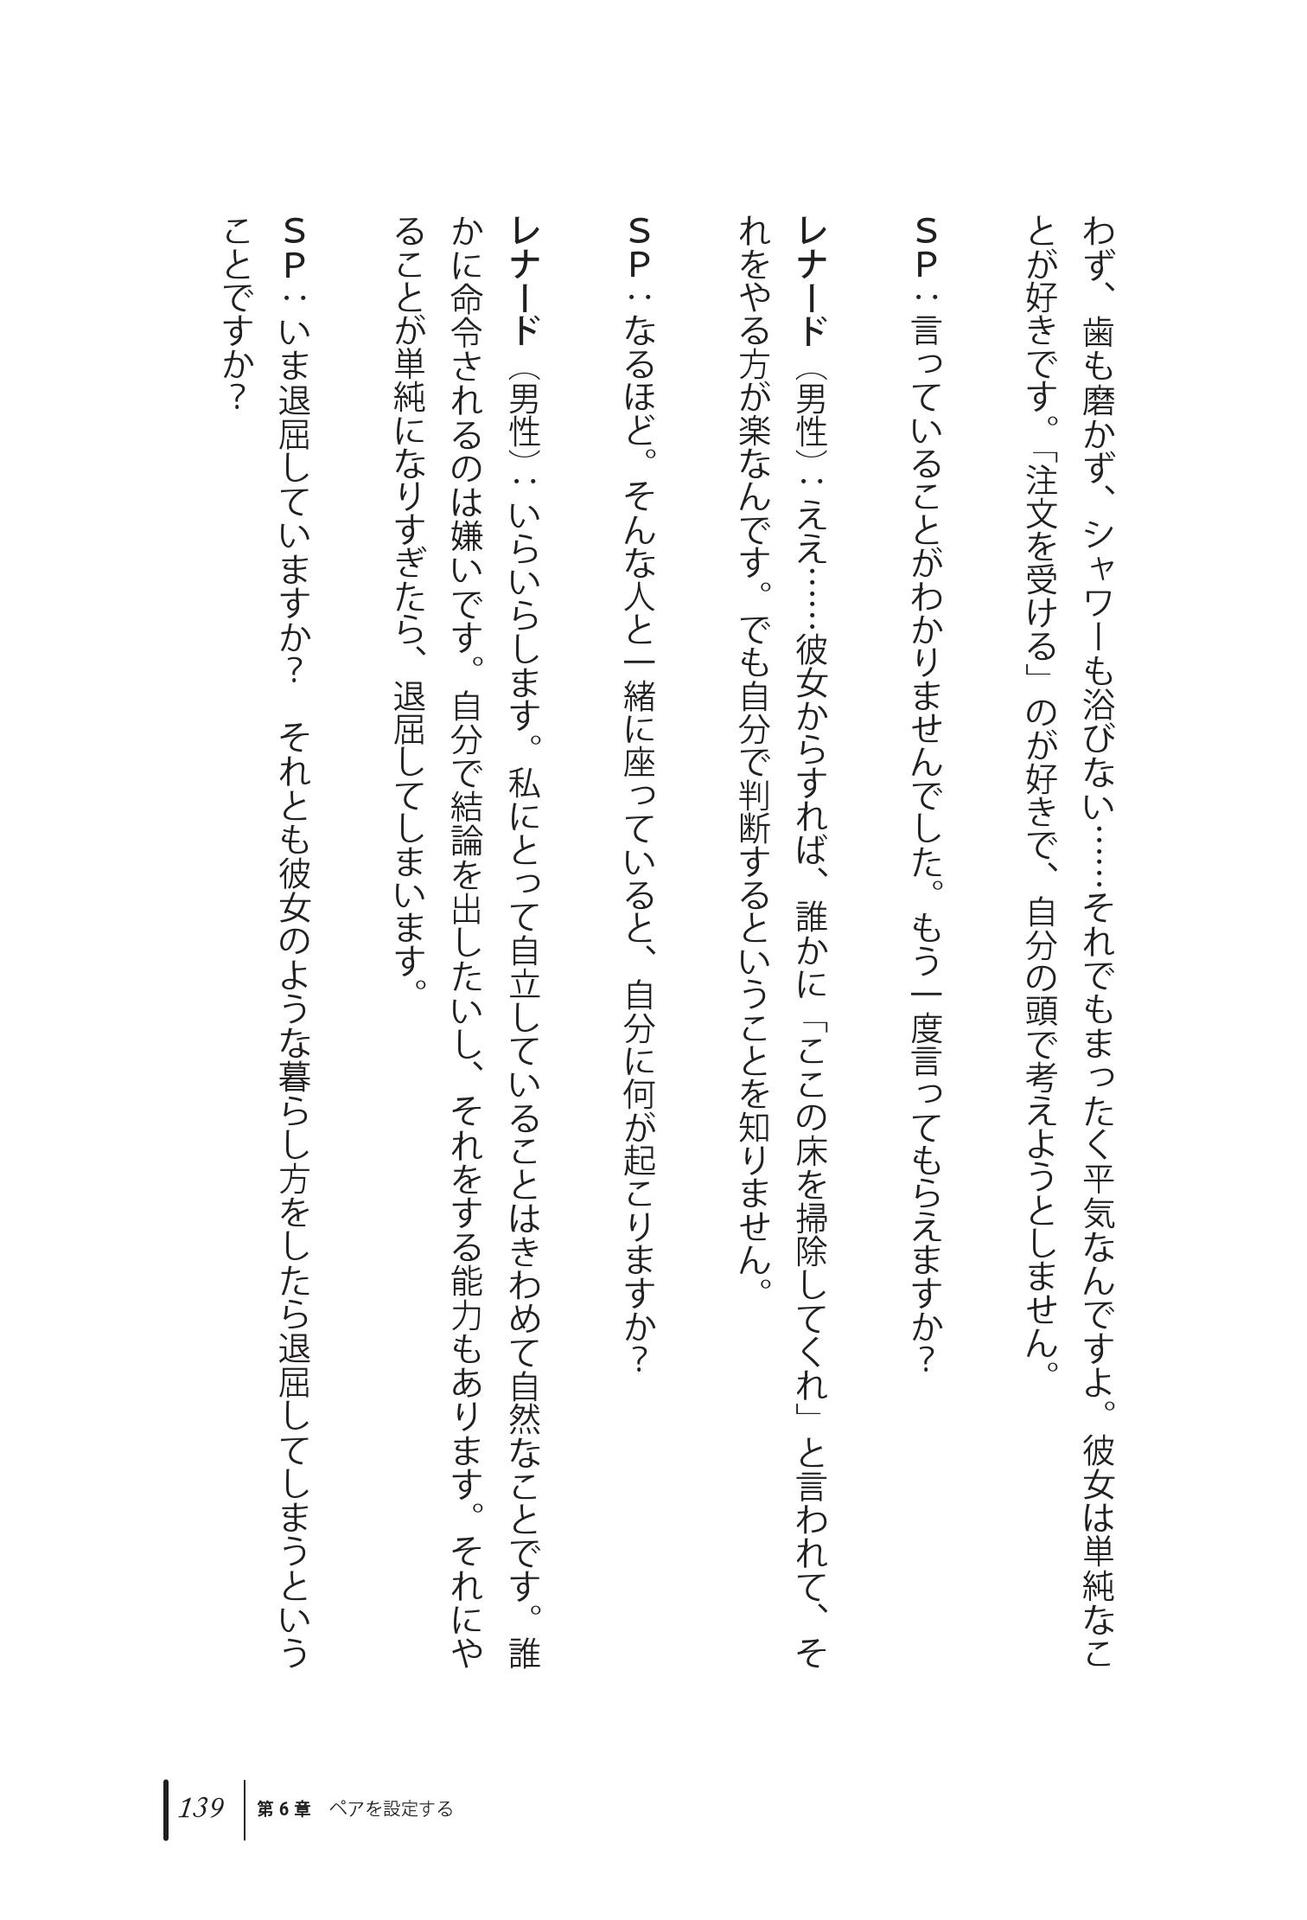 わず、歯も磨かず、シャワーも浴びない……それでもまったく平気なんですよ。彼女は単純なこ
とが好きです。「注文を受ける」のが好きで、自分の頭で考えようとしません。
ＳＰ：言っていることがわかりませんでした。もう一度言ってもらえますか？
レナード（男性）：ええ……彼女からすれば、誰かに「ここの床を掃除してくれ」と言われて、そ
れをやる方が楽なんです。でも自分で判断するということを知りません。
ＳＰ：なるほど。そんな人と一緒に座っていると、自分に何が起こりますか？
レナード（男性）：いらいらします。私にとって自立していることはきわめて自然なことです。誰
かに命令されるのは嫌いです。自分で結論を出したいし、それをする能力もあります。それにや
ることが単純になりすぎたら、退屈してしまいます。
ＳＰ：いま退屈していますか？　それとも彼女のような暮らし方をしたら退屈してしまうという
ことですか？
139 第6章　ペアを設定する